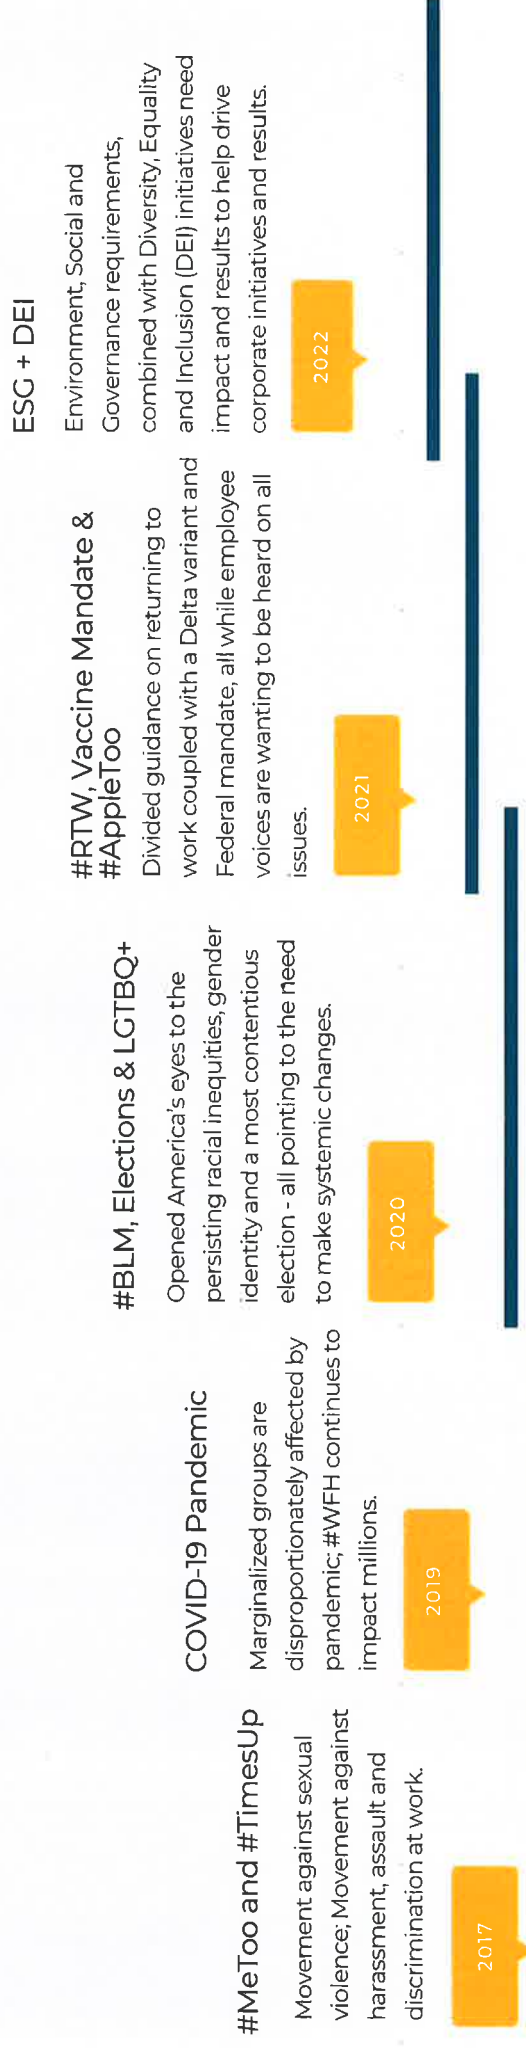 #MeToo and #TimesUp
Movement against sexual
violence; Movement against
harassment, assault and
discrimination at work.
2017
COVID-19 Pandemic
Marginalized groups are
disproportionately affected by
pandemic; #WFH continues to
impact millions.
2019
#BLM, Elections & LGTBQ+
Opened America's eyes to the
persisting racial inequities, gender
identity and a most contentious
election - all pointing to the need
to make systemic changes.
2020
#RTW, Vaccine Mandate &
#AppleToo
Divided guidance on returning to
work coupled with a Delta variant and
Federal mandate, all while employee
voices are wanting to be heard on all
issues.
2021
ESG + DEI
Environment, Social and
Governance requirements,
combined with Diversity, Equality
and Inclusion (DEI) initiatives need
impact and results to help drive
corporate initiatives and results.
2022